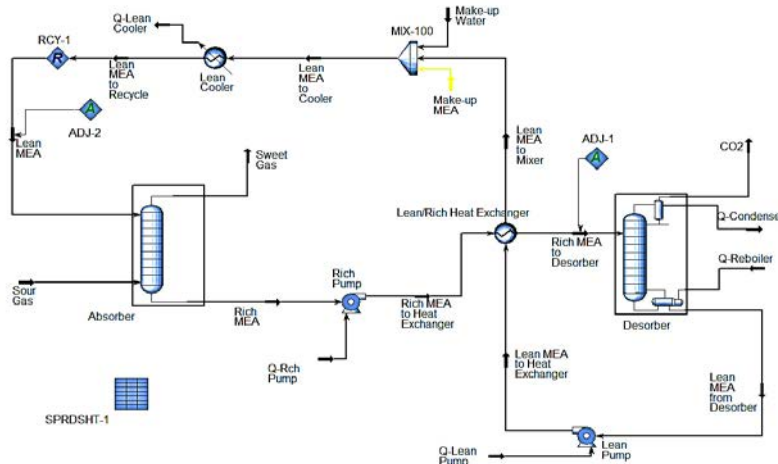 Q-Lean
Cooler
Make-up
Water
RCY-1
MIX-100
R
Lean
MEA
to
Recycle
Lean
Cooler
Lean
MEA
to
Cooler
Make-up
MEA
A
ADJ-2
Lean
MEA
Sweet
Gas
Lean
MEA
to
Mixer
ADJ-1
A
CO2
Lean/Rich Heat Exchanger
Q-Condense
Rich MEA
to
Desorber
Q-Reboiler
Sour
Gas
Absorber
Rich
MEA
Rich
Pump
Rich MEA
to Heat
Exchanger
Desorber
Q-Rch
Pump
Lean MEA
to Heat
Exchanger
Lean
MEA
from
Desorber
SPRDSHT-1
Q-Lean
Pump
Lean
Pump